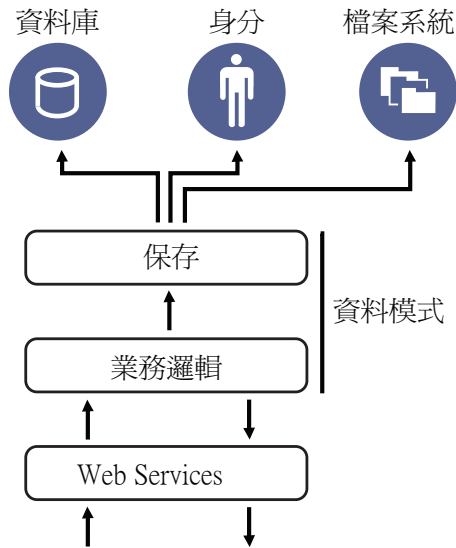 資料庫
身分
檔案系統
保存
資料模式
業務邏輯
Web Services